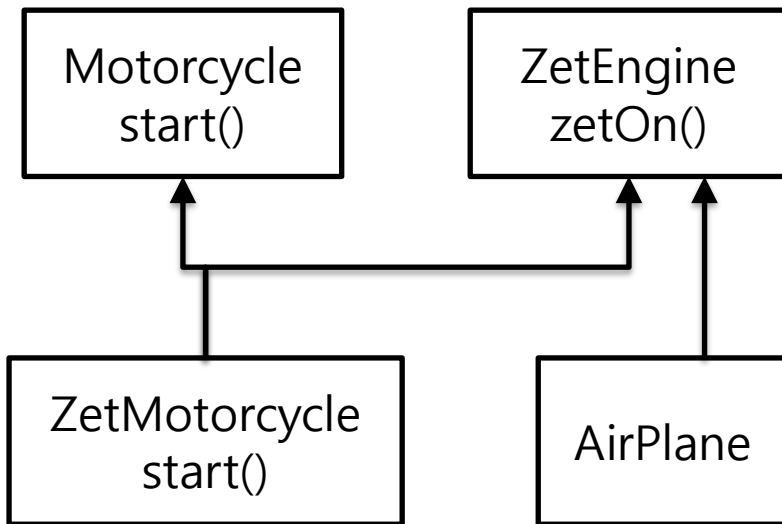 Motorcycle
start()
ZetEngine
zetOn()
ZetMotorcycle
start()
AirPlane